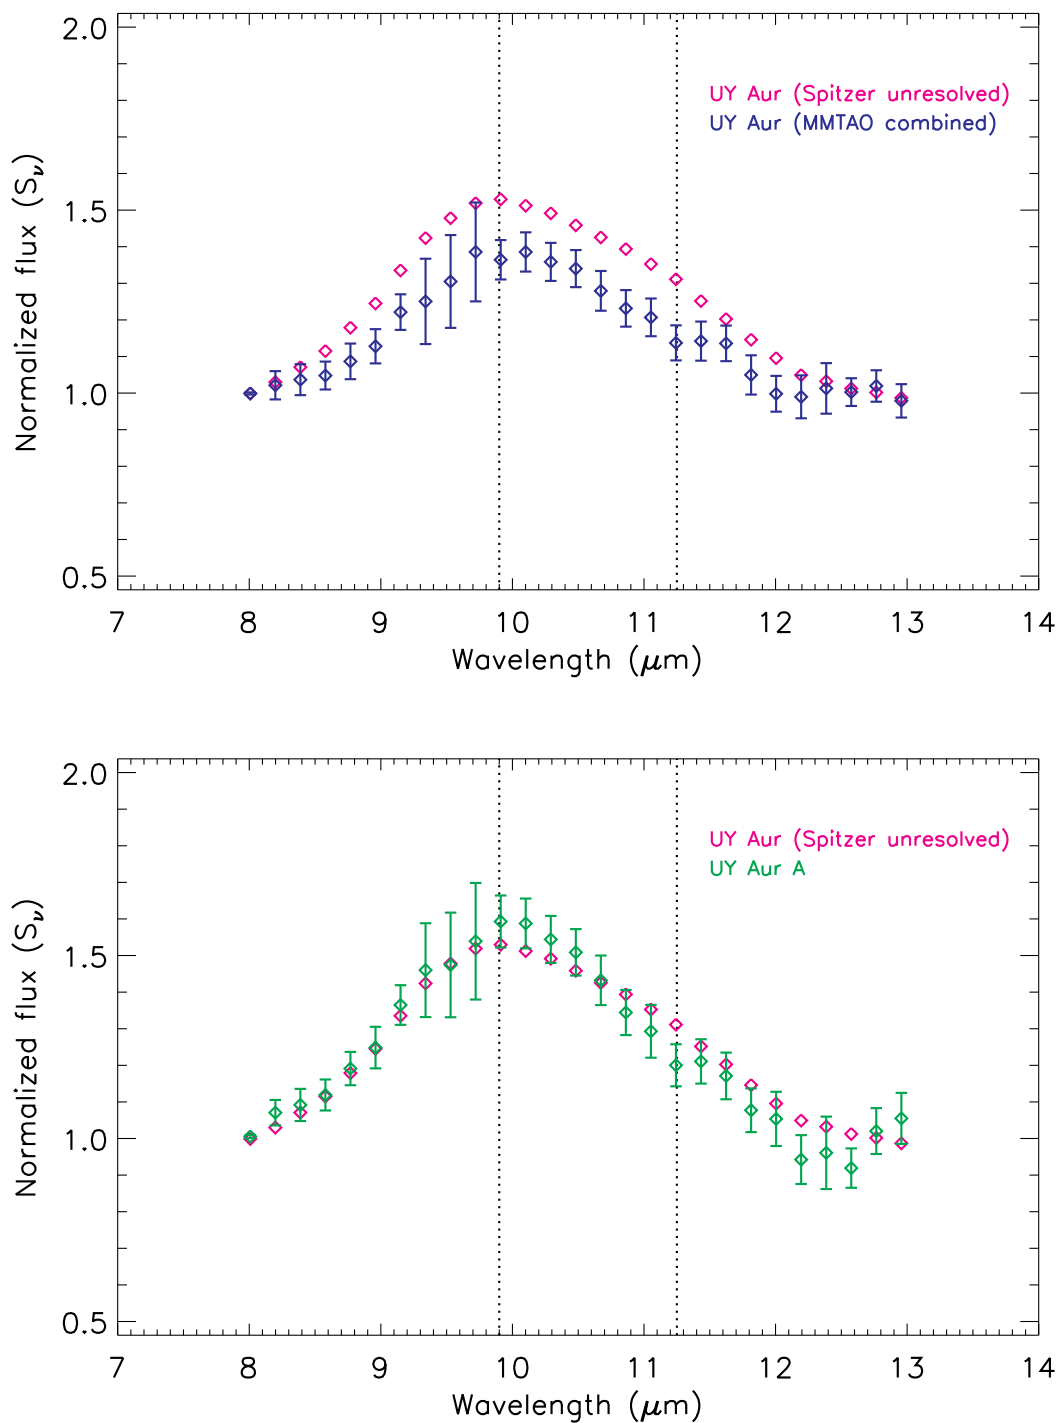 2.0
1.5
1.0
0.5
Normalized flux (Sν)
UY Aur (Spitzer unresolved)
UY Aur (MMTAO combined)
7 8 9 10 11 12 13 14
Wavelength (μm)
2.0
1.5
1.0
0.5
Normalized flux (Sν)
UY Aur (Spitzer unresolved)
UY Aur A
7 8 9 10 11 12 13 14
Wavelength (μm)